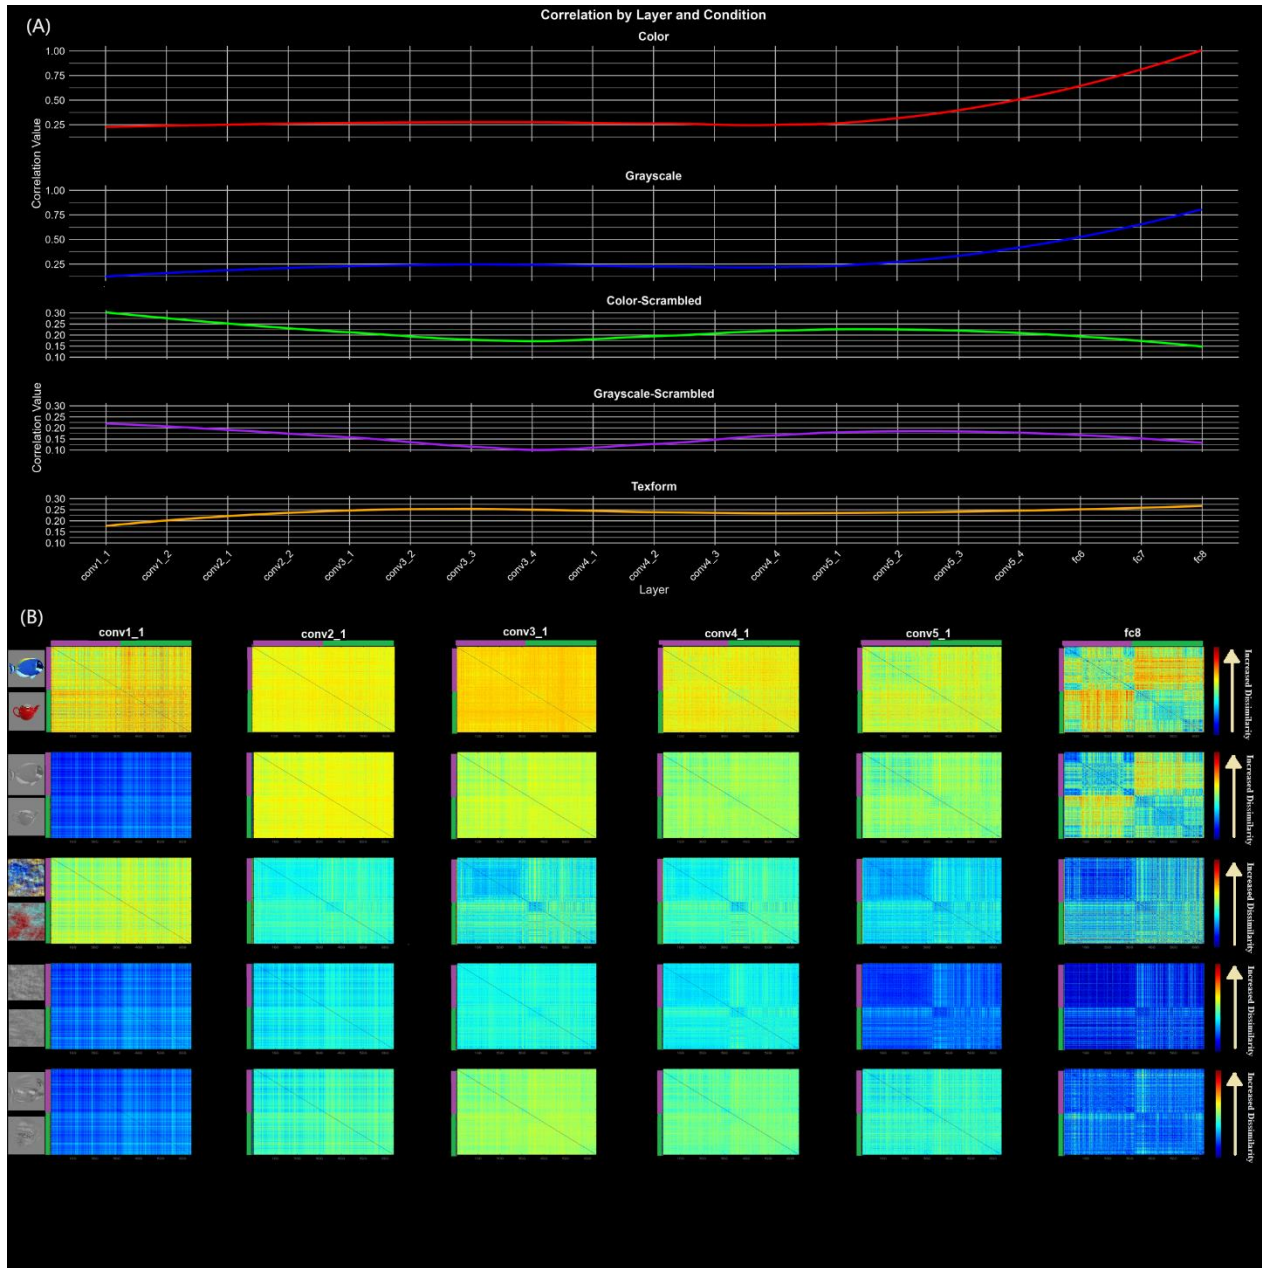 (A)
Correlation by Layer and Condition
Color
1.00
0.75
0.50
0.25
Grayscale
1.00
0.75
0.50
0.25
Correlation Value
Color-Scrambled
0.30
0.25
0.20
0.15
0.10
Grayscale-Scrambled
0.30
0.25
0.20
0.15
0.10
Correlation Value
Texform
0.30
0.25
0.20
0.15
0.10
conv1_1 conv1_2 conv2_1 conv2_2 conv3_1 conv3_2 conv3_3 conv3_4 conv4_1 conv4_2 conv4_3 conv4_4 conv5_1 conv5_2 conv5_3 conv5_4 fc6 fc7 fc8
Layer
(B)
conv1_1 conv2_1 conv3_1 conv4_1 conv5_1 fc8
Increased Dissimilarity
Increased Dissimilarity
Increased Dissimilarity
Increased Dissimilarity
Increased Dissimilarity